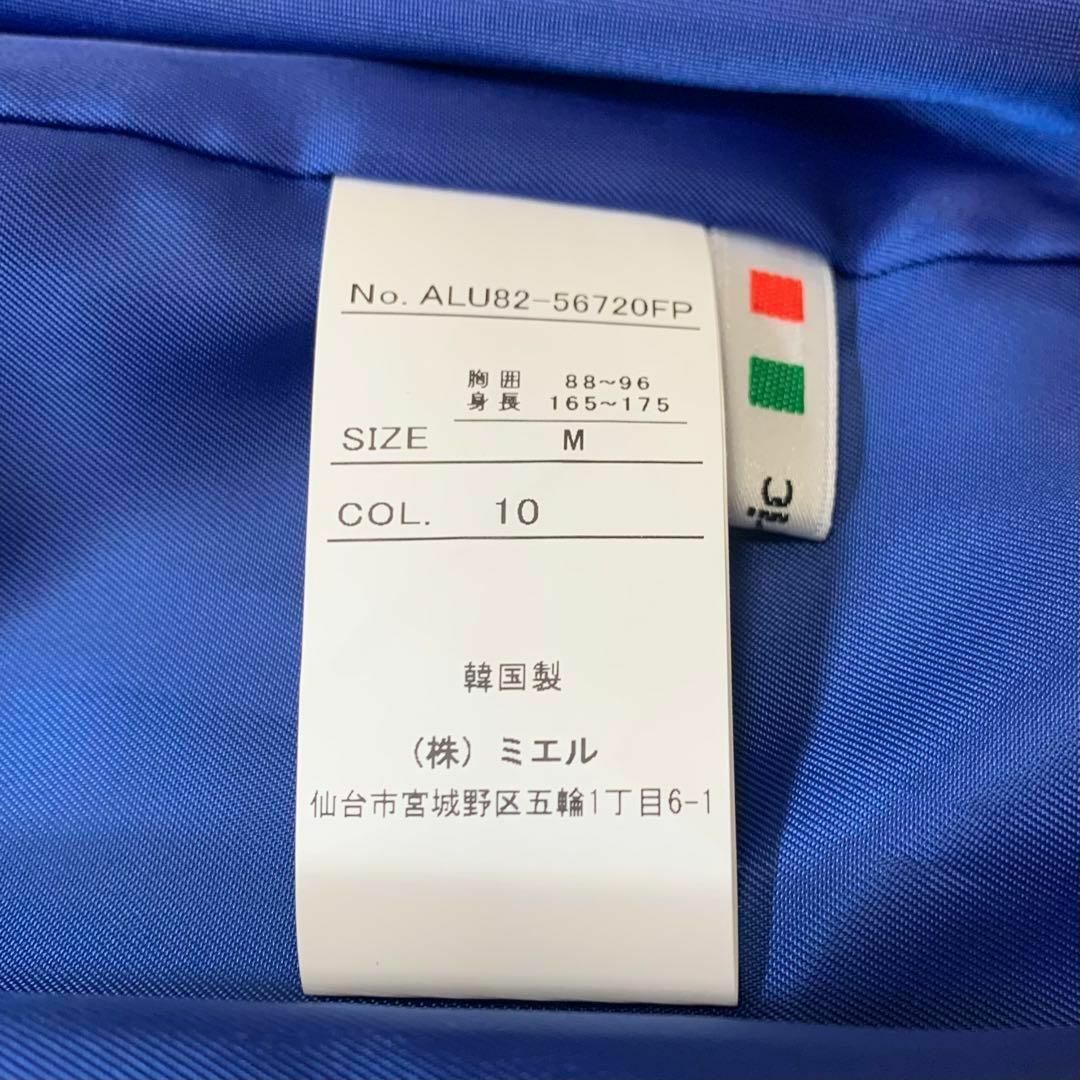 No. ALU82-56720FP
胸囲 88～96
身長 165～175
SIZE M
COL. 10
韓国製
(株) ミエル
仙台市宮城野区五輪1丁目6-1